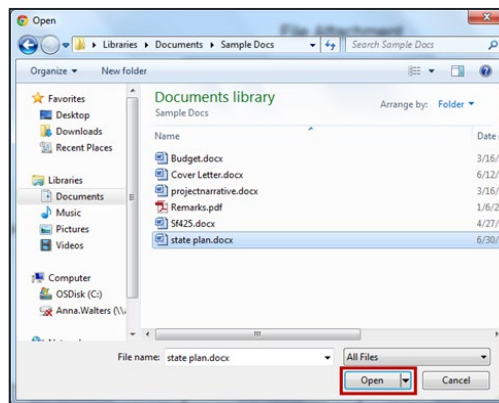 Open
File Attachment
Libraries Documents Sample Docs
Search Sample Docs
Organize
New folder
Favorites
Desktop
Downloads
Recent Places
Libraries
Documents
Music
Pictures
Videos
Computer
OSDisk (C:)
Anna.Walters (\\
Documents library
Sample Docs
Arrange by: Folder
Name
Date
Budget.docx 3/16/
Cover Letter.docx 6/12/
projectnarrative.docx 3/16/
Remarks.pdf 1/6/2
Sf425.docx 4/27/
state plan.docx 6/30/
File name: state plan.docx
All Files
Open
Cancel